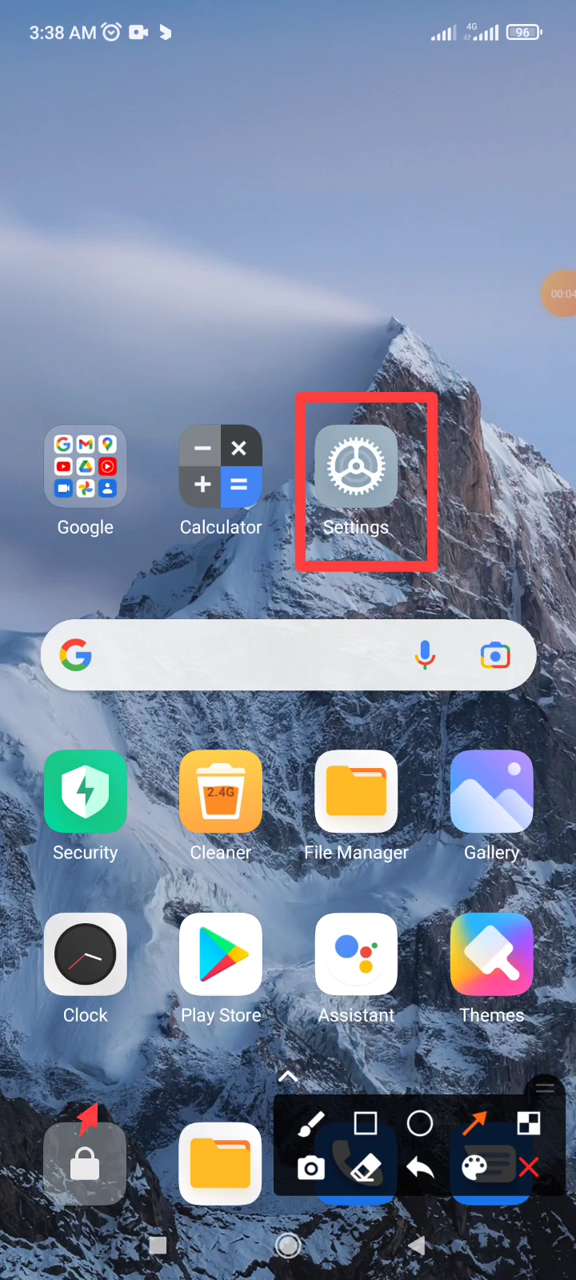 3:38 AM
4G
96
00:04
Google
Calculator
Settings
2.4G
Security
Cleaner
File Manager
Gallery
Clock
Play Store
Assistant
Themes